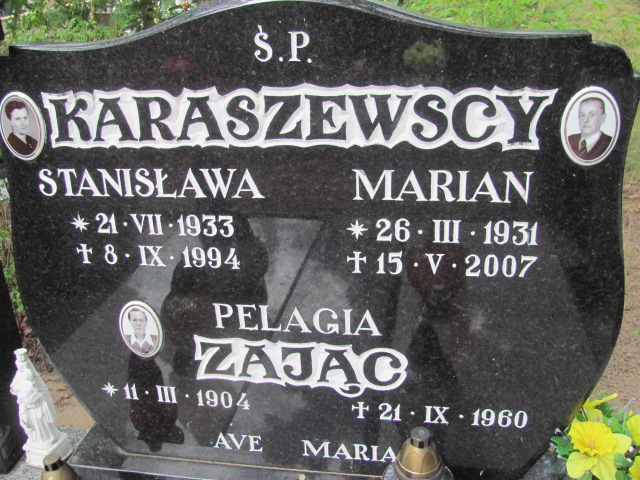 Ś.P.
KARASZEWSCY
STANISŁAWA MARIAN
* 21·VII·1933 * 26·III·1931
† 8·IX·1994 † 15·V·2007
PELAGIA
ZAJĄC
* 11·III·1904 † 21·IX·1960
AVE MARIA